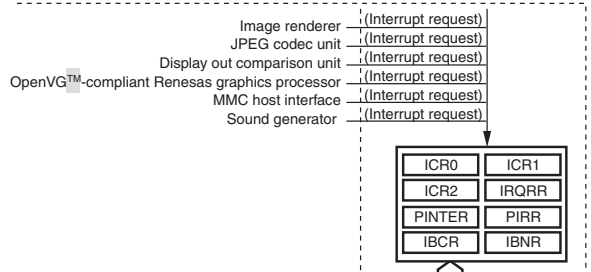 Image renderer (Interrupt request)
JPEG codec unit (Interrupt request)
Display out comparison unit (Interrupt request)
OpenVG™-compliant Renesas graphics processor (Interrupt request)
MMC host interface (Interrupt request)
Sound generator (Interrupt request)
ICR0 ICR1
ICR2 IRQRR
PINTER PIRR
IBCR IBNR